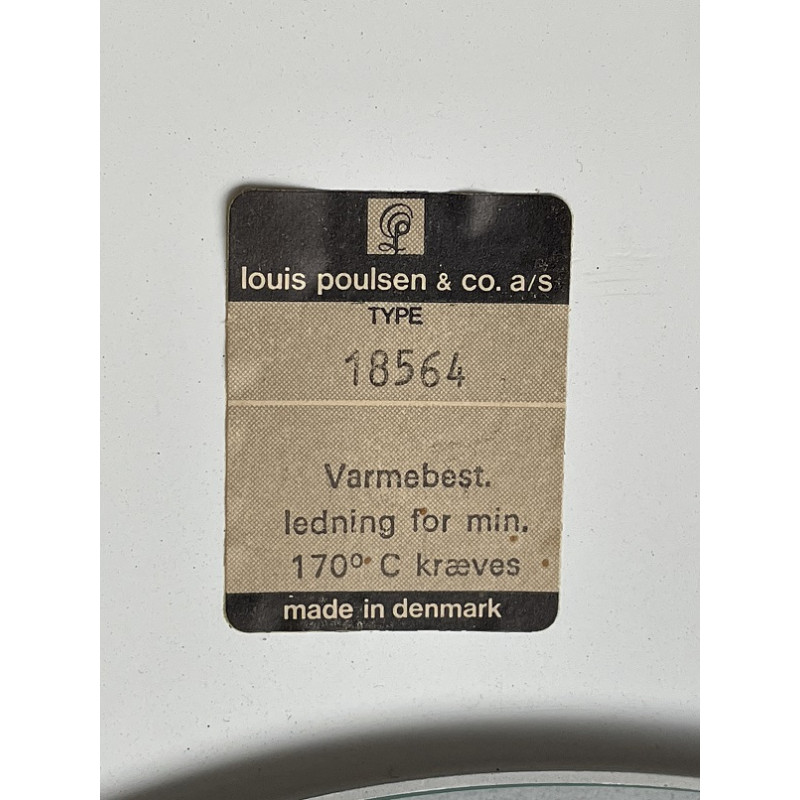 louis poulsen & co. a/s
TYPE
18564
Varmebest.
ledning for min.
170° C kræves
made in denmark